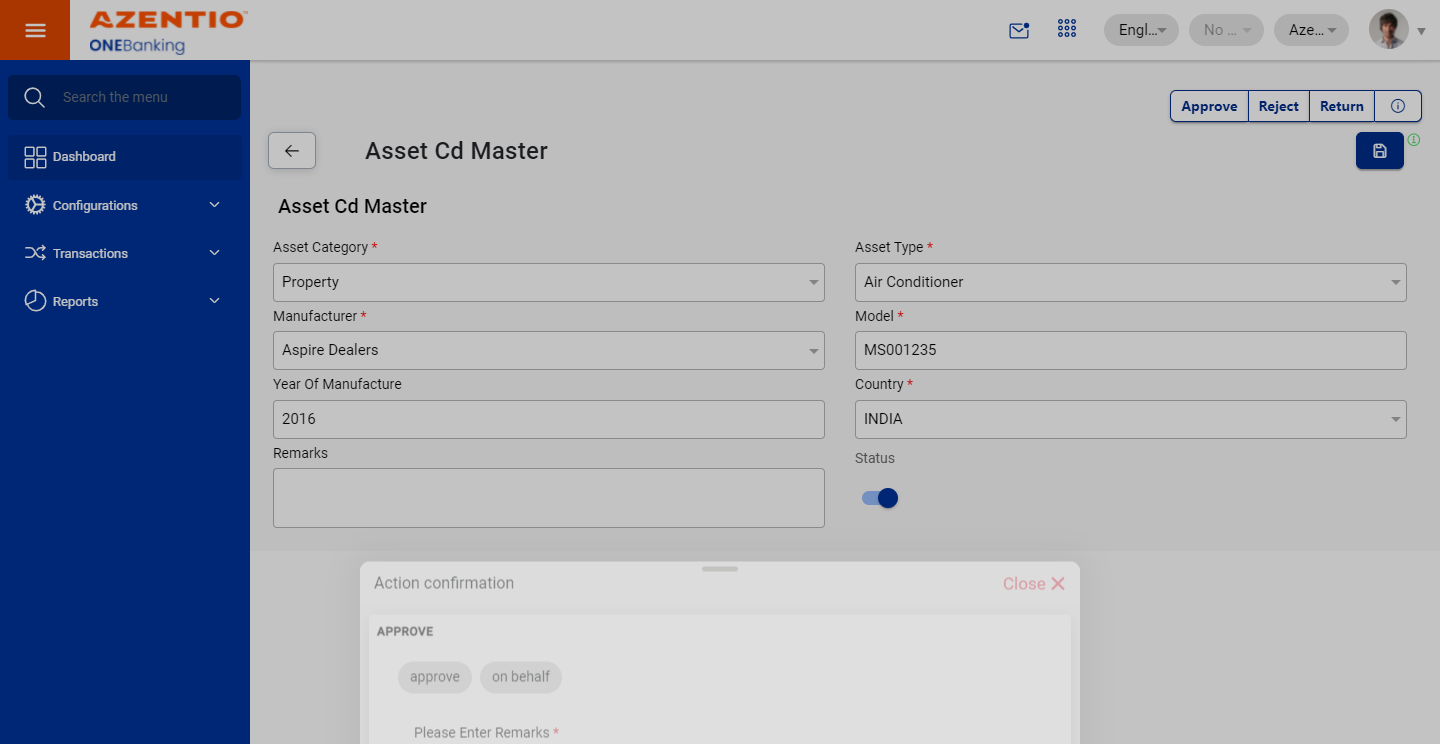 AZENTIO™
ONEBanking
Engl...
No ...
Aze...
Search the menu
Dashboard
Configurations
Transactions
Reports
Approve Reject Return
Asset Cd Master
Asset Cd Master
Asset Category * Asset Type *
Property Air Conditioner
Manufacturer * Model *
Aspire Dealers MS001235
Year Of Manufacture Country *
2016 INDIA
Remarks Status
Action confirmation Close
APPROVE
approve on behalf
Please Enter Remarks *